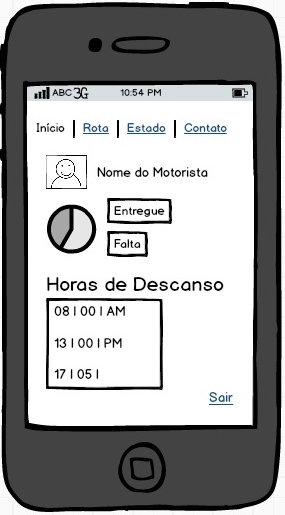 ABC 3G 10:54 PM
Início | Rota | Estado | Contato
Nome do Motorista
Entregue
Falta
Horas de Descanso
08 | 00 | AM
13 | 00 | PM
17 | 05 |
Sair